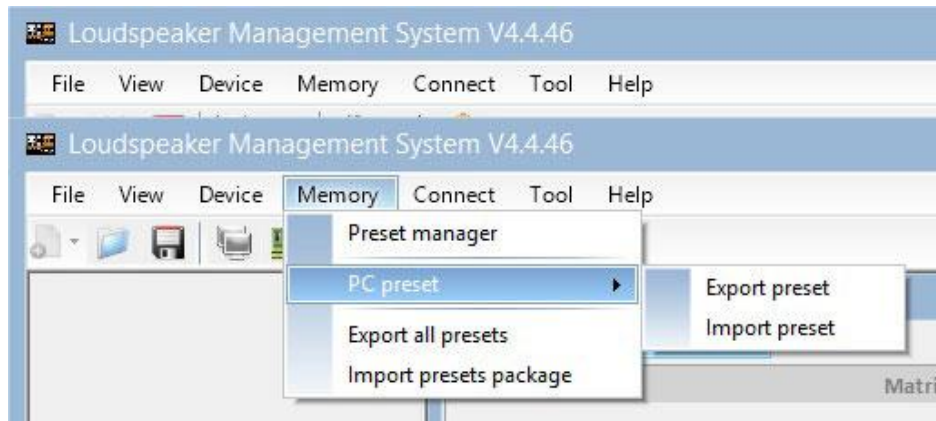 Loudspeaker Management System V4.4.46
File View Device Memory Connect Tool Help
Loudspeaker Management System V4.4.46
File View Device Memory Connect Tool Help
Preset manager
PC preset
Export preset
Import preset
Export all presets
Import presets package